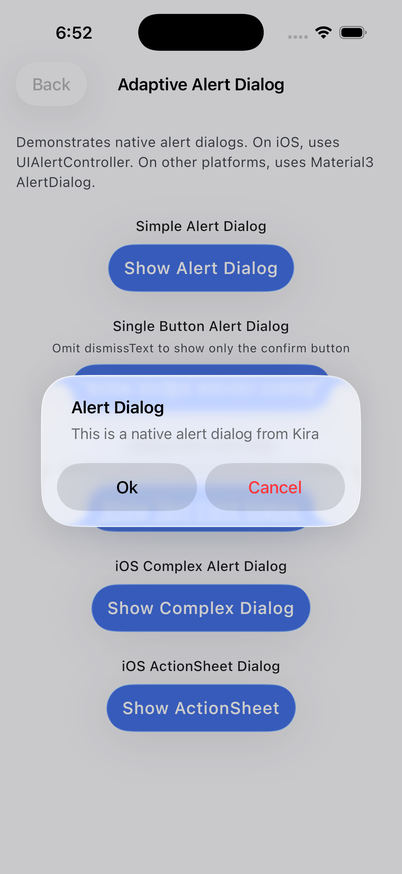 6:52
Back
Adaptive Alert Dialog
Demonstrates native alert dialogs. On iOS, uses
UIAlertController. On other platforms, uses Material3
AlertDialog.
Simple Alert Dialog
Show Alert Dialog
Single Button Alert Dialog
Omit dismissText to show only the confirm button
Alert Dialog
This is a native alert dialog from Kira
Ok
Cancel
iOS Complex Alert Dialog
Show Complex Dialog
iOS ActionSheet Dialog
Show ActionSheet